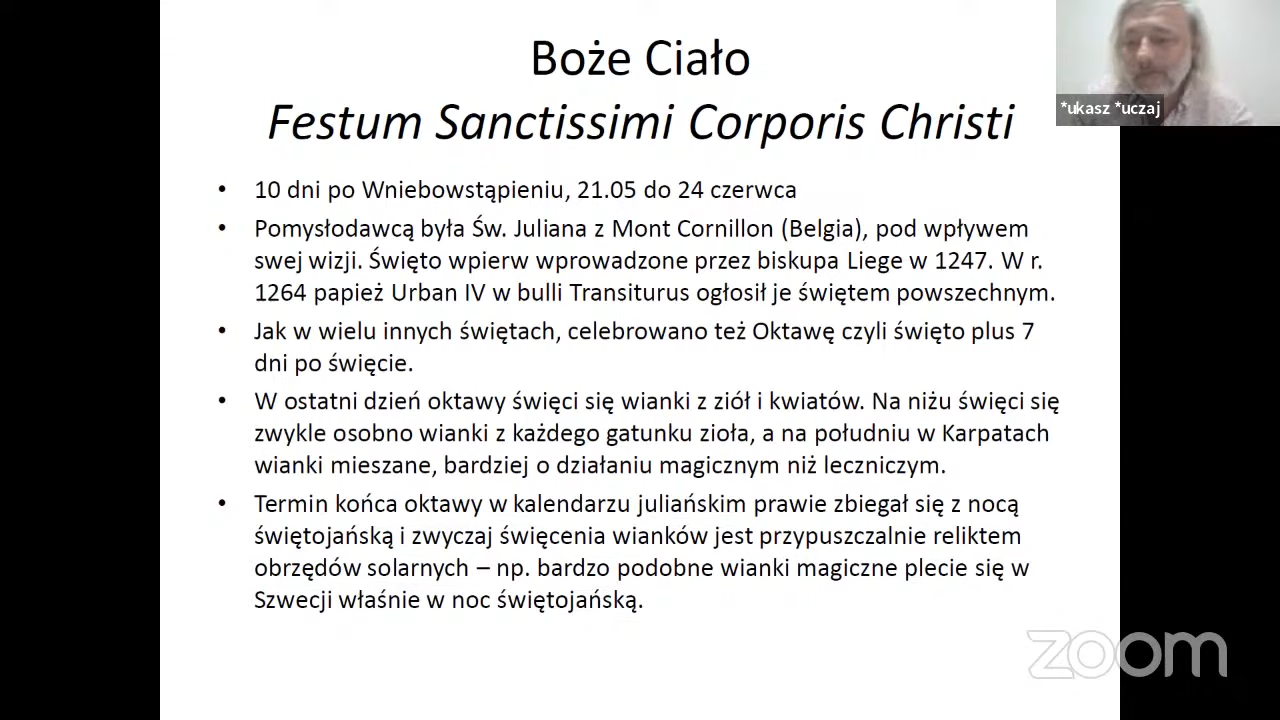 Boże Ciało
Festum Sanctissimi Corporis Christi
*ukasz *uczaj
• 10 dni po Wniebowstąpieniu, 21.05 do 24 czerwca
• Pomysłodawcą była Św. Juliana z Mont Cornillon (Belgia), pod wpływem
swej wizji. Święto wpierw wprowadzone przez biskupa Liege w 1247. W r.
1264 papież Urban IV w bulli Transiturus ogłosił je świętem powszechnym.
• Jak w wielu innych świętach, celebrowano też Oktawę czyli święto plus 7
dni po święcie.
• W ostatni dzień oktawy święci się wianki z ziół i kwiatów. Na niżu święci się
zwykle osobno wianki z każdego gatunku zioła, a na południu w Karpatach
wianki mieszane, bardziej o działaniu magicznym niż leczniczym.
• Termin końca oktawy w kalendarzu juliańskim prawie zbiegał się z nocą
świętojańską i zwyczaj święcenia wianków jest przypuszczalnie reliktem
obrzędów solarnych – np. bardzo podobne wianki magiczne plecie się w
Szwecji właśnie w noc świętojańską.
zoom